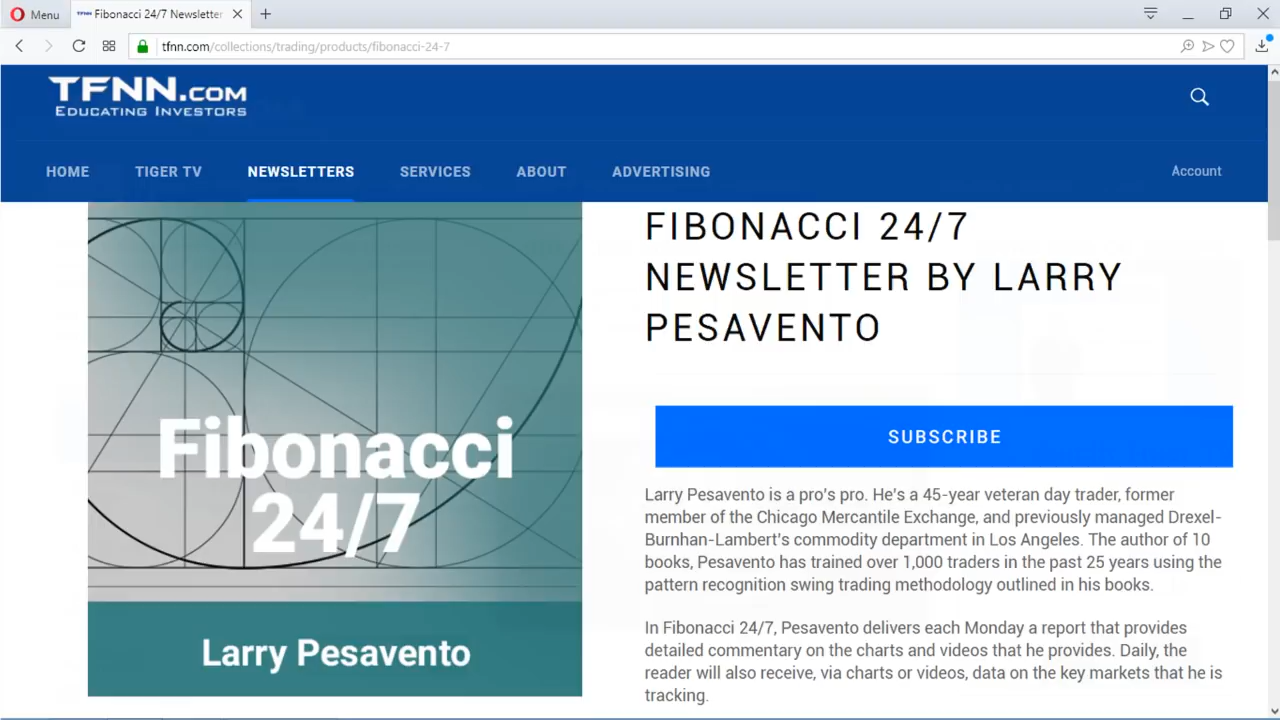 Menu
Fibonacci 24/7 Newsletter
tfnn.com/collections/trading/products/fibonacci-24-7
TFNN.COM
EDUCATING INVESTORS
HOME
TIGER TV
NEWSLETTERS
SERVICES
ABOUT
ADVERTISING
Account
Fibonacci
24/7
Larry Pesavento
FIBONACCI 24/7
NEWSLETTER BY LARRY
PESAVENTO
SUBSCRIBE
Larry Pesavento is a pro's pro. He's a 45-year veteran day trader, former
member of the Chicago Mercantile Exchange, and previously managed Drexel-
Burnhan-Lambert's commodity department in Los Angeles. The author of 10
books, Pesavento has trained over 1,000 traders in the past 25 years using the
pattern recognition swing trading methodology outlined in his books.
In Fibonacci 24/7, Pesavento delivers each Monday a report that provides
detailed commentary on the charts and videos that he provides. Daily, the
reader will also receive, via charts or videos, data on the key markets that he is
tracking.